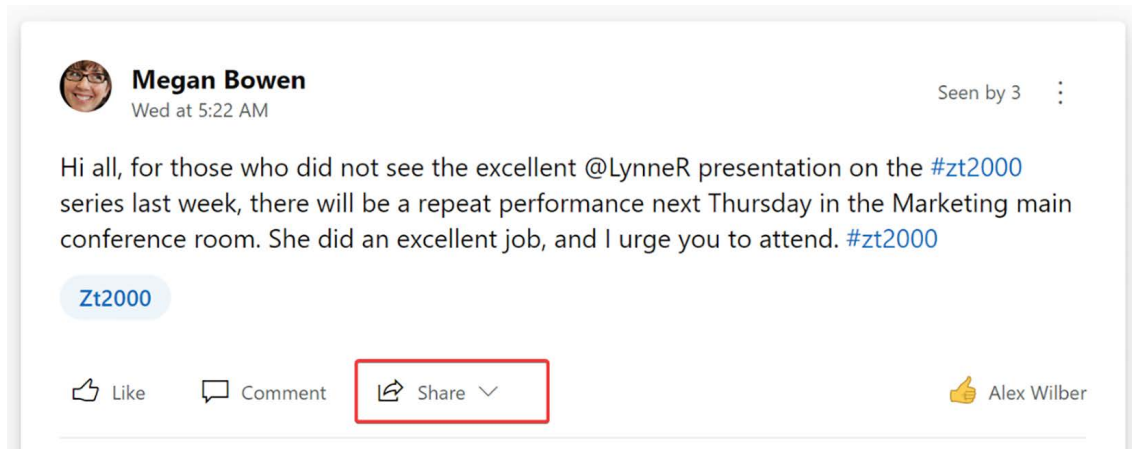 Megan Bowen
Wed at 5:22 AM
Seen by 3
Hi all, for those who did not see the excellent @LynneR presentation on the #zt2000
series last week, there will be a repeat performance next Thursday in the Marketing main
conference room. She did an excellent job, and I urge you to attend. #zt2000
Zt2000
Like Comment Share Alex Wilber